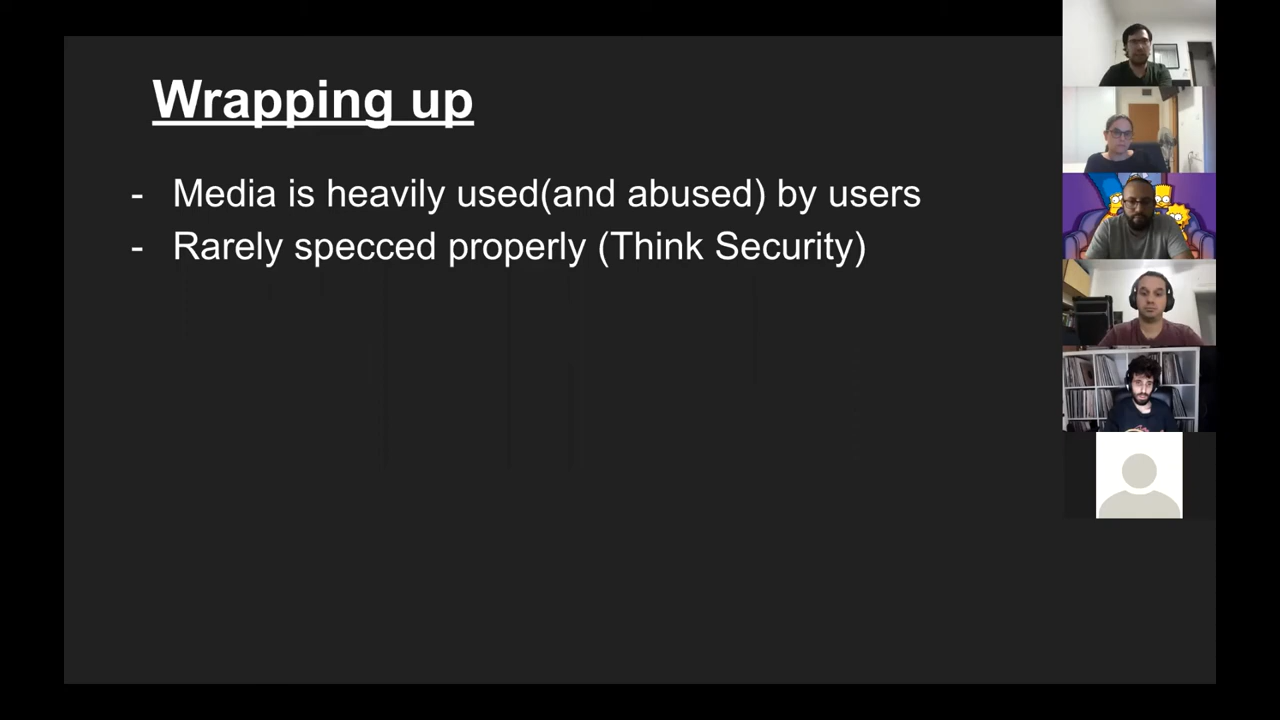 Wrapping up
- Media is heavily used(and abused) by users
- Rarely specced properly (Think Security)